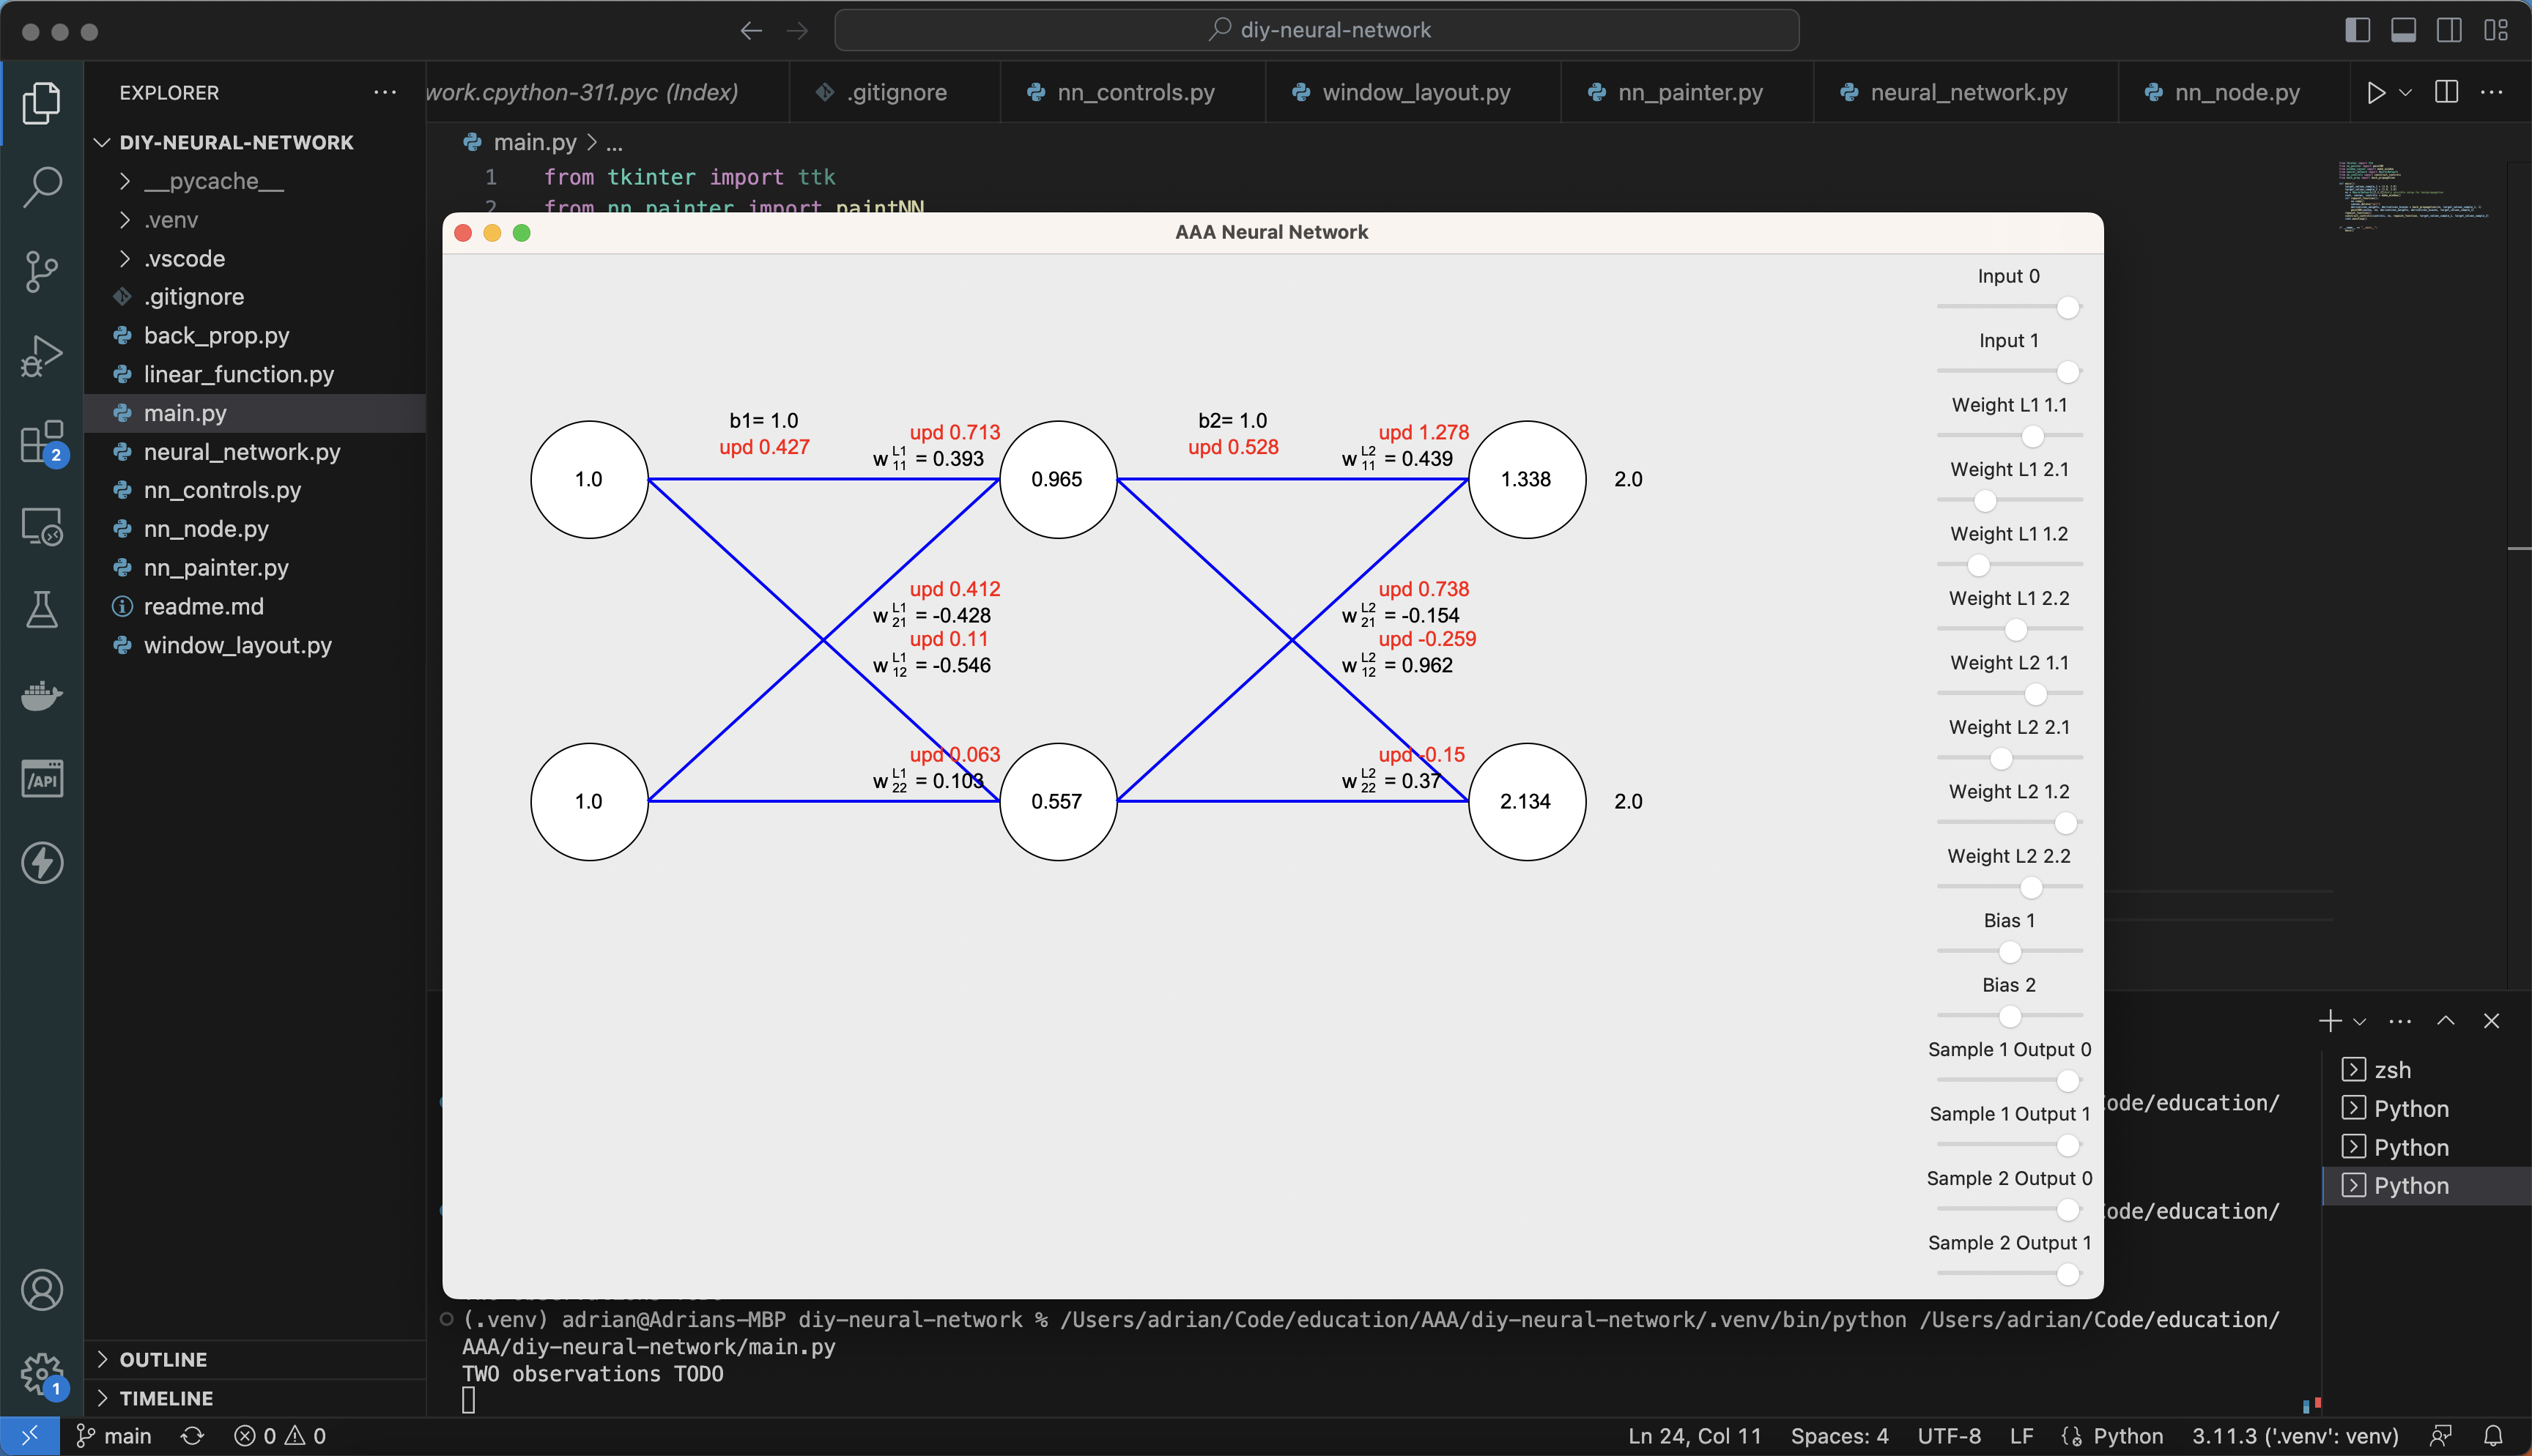 diy-neural-network
EXPLORER
work.cpython-311.pyc (Index)
.gitignore
nn_controls.py
window_layout.py
nn_painter.py
neural_network.py
nn_node.py
DIY-NEURAL-NETWORK
__pycache__
.venv
.vscode
.gitignore
back_prop.py
linear_function.py
main.py
neural_network.py
nn_controls.py
nn_node.py
nn_painter.py
readme.md
window_layout.py
OUTLINE
TIMELINE
2
/API
1
main.py > ...
1 from tkinter import ttk
2 from nn_painter import paintNN
AAA Neural Network
b1= 1.0
upd 0.427
upd 0.713
w L1 11 = 0.393
b2= 1.0
upd 0.528
upd 1.278
w L2 11 = 0.439
1.0
0.965
1.338
2.0
upd 0.412
w L1 21 = -0.428
upd 0.11
w L1 12 = -0.546
upd 0.738
w L2 21 = -0.154
upd -0.259
w L2 12 = 0.962
upd 0.063
w L1 22 = 0.103
upd -0.15
w L2 22 = 0.37
1.0
0.557
2.134
2.0
Input 0
Input 1
Weight L1 1.1
Weight L1 2.1
Weight L1 1.2
Weight L1 2.2
Weight L2 1.1
Weight L2 2.1
Weight L2 1.2
Weight L2 2.2
Bias 1
Bias 2
Sample 1 Output 0
Sample 1 Output 1
Sample 2 Output 0
Sample 2 Output 1
ode/education/
ode/education/
zsh
Python
Python
Python
(.venv) adrian@Adrians-MBP diy-neural-network % /Users/adrian/Code/education/AAA/diy-neural-network/.venv/bin/python /Users/adrian/Code/education/
AAA/diy-neural-network/main.py
TWO observations TODO
main
0
0
Ln 24, Col 11
Spaces: 4
UTF-8
LF
Python
3.11.3 ('.venv': venv)